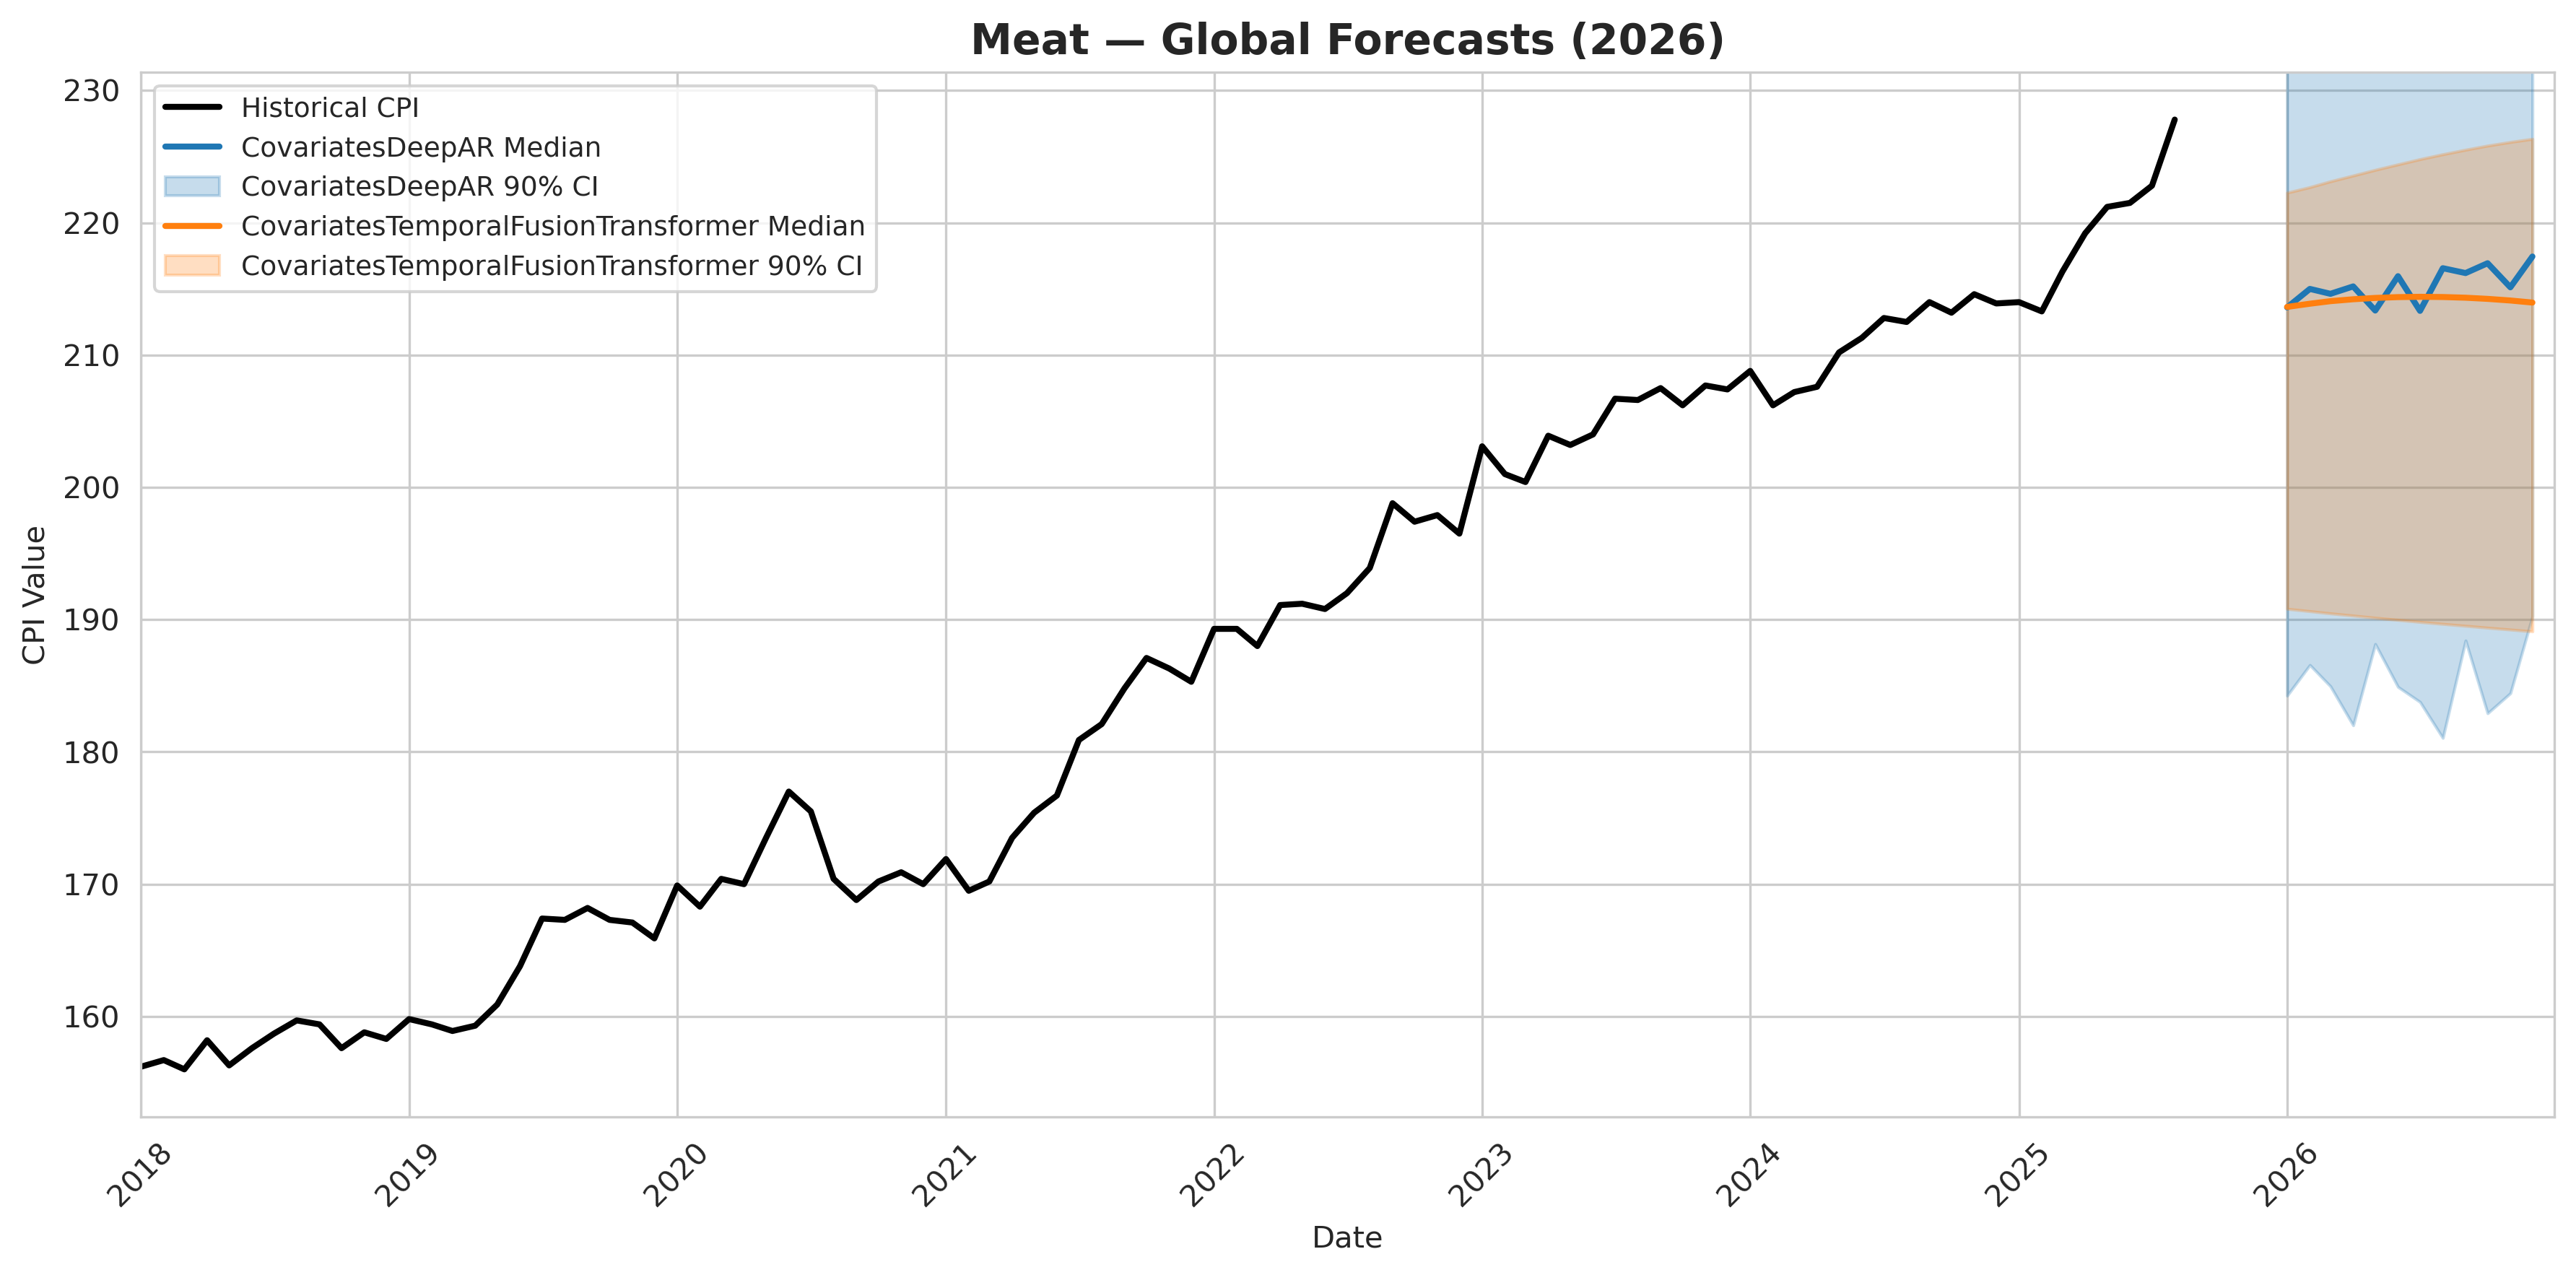 Meat — Global Forecasts (2026)
230
220
210
200
190
180
170
160
CPI Value
Historical CPI
CovariatesDeepAR Median
CovariatesDeepAR 90% CI
CovariatesTemporalFusionTransformer Median
CovariatesTemporalFusionTransformer 90% CI
2018
2019
2020
2021
2022
2023
2024
2025
2026
Date